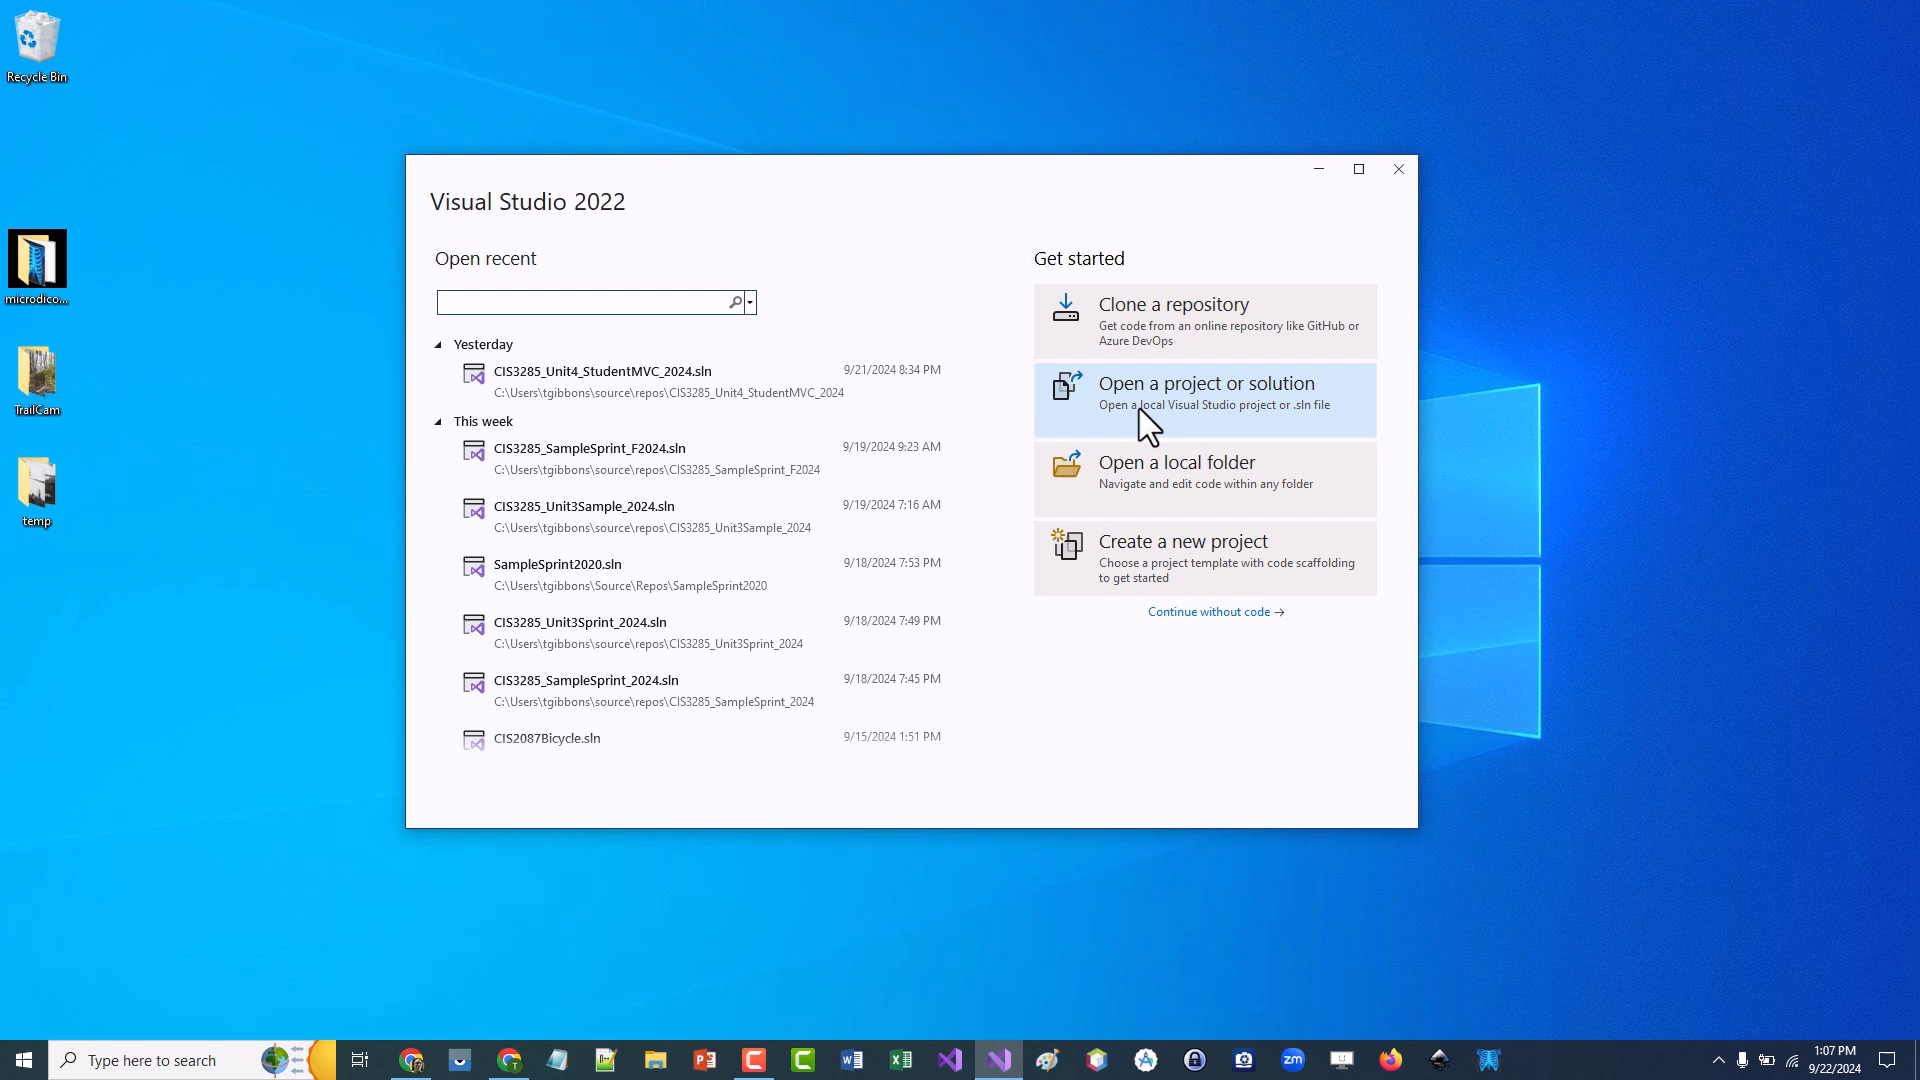 Recycle Bin
microdico...
TrailCam
temp
Visual Studio 2022
Open recent
Yesterday
CIS3285_Unit4_StudentMVC_2024.sln 9/21/2024 8:34 PM
C:\Users\tgibbons\source\repos\CIS3285_Unit4_StudentMVC_2024
This week
CIS3285_SampleSprint_F2024.sln 9/19/2024 9:23 AM
C:\Users\tgibbons\source\repos\CIS3285_SampleSprint_F2024
CIS3285_Unit3Sample_2024.sln 9/19/2024 7:16 AM
C:\Users\tgibbons\source\repos\CIS3285_Unit3Sample_2024
SampleSprint2020.sln 9/18/2024 7:53 PM
C:\Users\tgibbons\Source\Repos\SampleSprint2020
CIS3285_Unit3Sprint_2024.sln 9/18/2024 7:49 PM
C:\Users\tgibbons\source\repos\CIS3285_Unit3Sprint_2024
CIS3285_SampleSprint_2024.sln 9/18/2024 7:45 PM
C:\Users\tgibbons\source\repos\CIS3285_SampleSprint_2024
CIS2087Bicycle.sln 9/15/2024 1:51 PM
Get started
Clone a repository
Get code from an online repository like GitHub or
Azure DevOps
Open a project or solution
Open a local Visual Studio project or .sln file
Open a local folder
Navigate and edit code within any folder
Create a new project
Choose a project template with code scaffolding
to get started
Continue without code →
Type here to search
zm
1:07 PM
9/22/2024